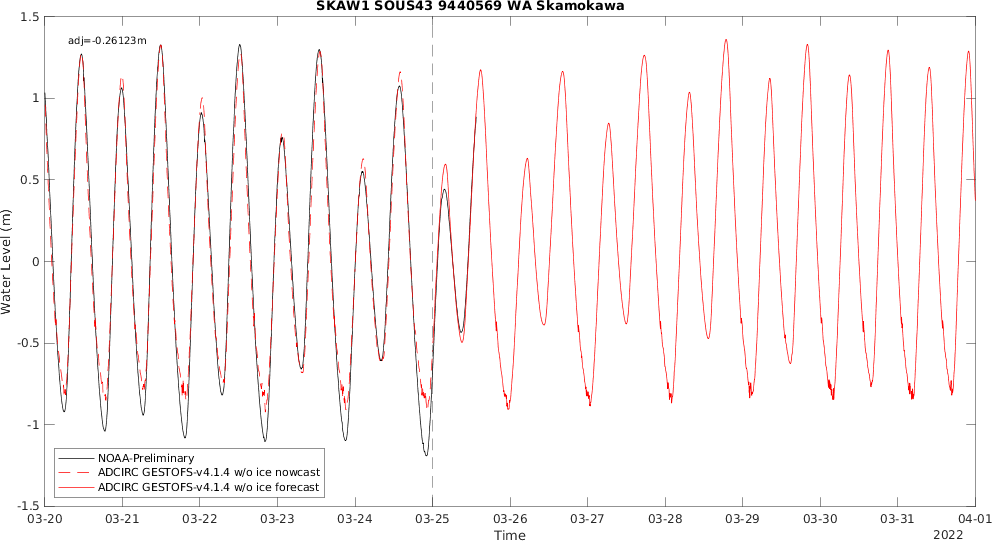 SKAW1 SOUS43 9440569 WA Skamokawa
adj=-0.26123m
1.5
1
0.5
0
-0.5
-1
-1.5
Water Level (m)
NOAA-Preliminary
ADCIRC GESTOFS-v4.1.4 w/o ice nowcast
ADCIRC GESTOFS-v4.1.4 w/o ice forecast
03-20 03-21 03-22 03-23 03-24 03-25 03-26 03-27 03-28 03-29 03-30 03-31 04-01
Time
2022